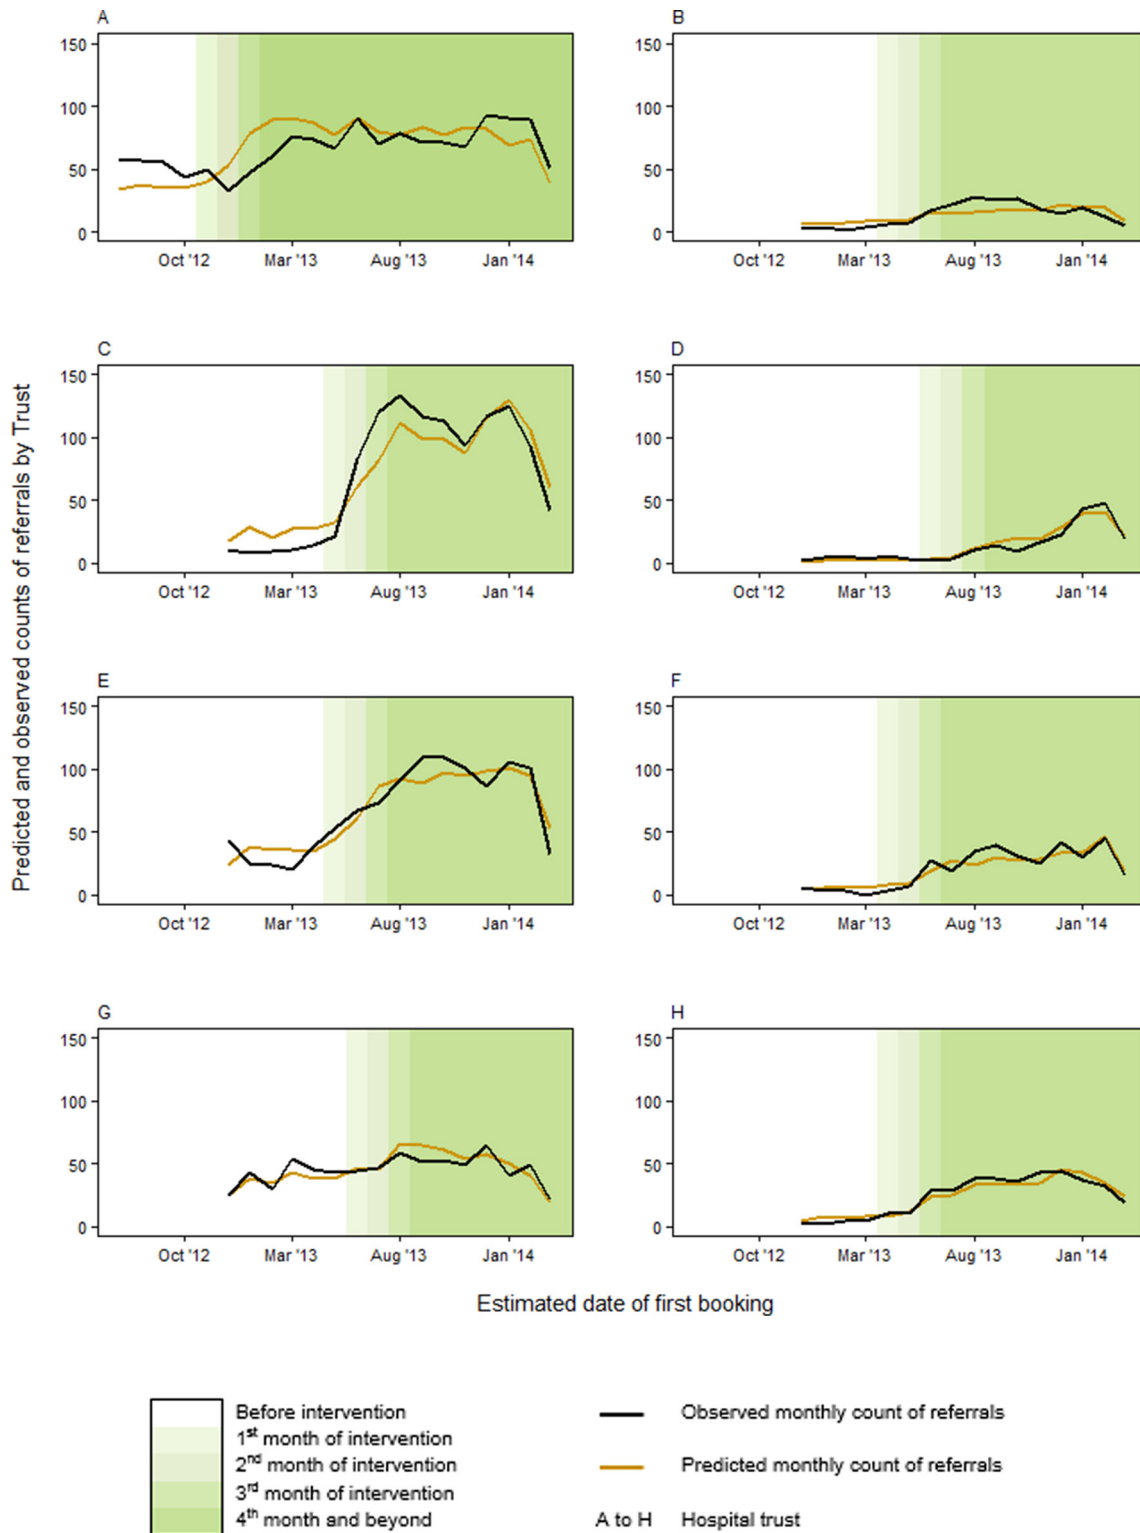 A
150
100
50
0
Oct '12 Mar '13 Aug '13 Jan '14
B
150
100
50
0
Oct '12 Mar '13 Aug '13 Jan '14
C
150
100
50
0
Oct '12 Mar '13 Aug '13 Jan '14
D
150
100
50
0
Oct '12 Mar '13 Aug '13 Jan '14
Predicted and observed counts of referrals by Trust
E
150
100
50
0
Oct '12 Mar '13 Aug '13 Jan '14
F
150
100
50
0
Oct '12 Mar '13 Aug '13 Jan '14
G
150
100
50
0
Oct '12 Mar '13 Aug '13 Jan '14
H
150
100
50
0
Oct '12 Mar '13 Aug '13 Jan '14
Estimated date of first booking
Before intervention
1st month of intervention
2nd month of intervention
3rd month of intervention
4th month and beyond
Observed monthly count of referrals
Predicted monthly count of referrals
A to H Hospital trust